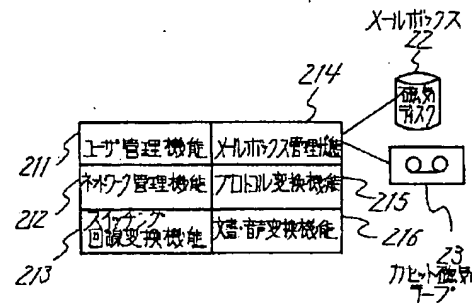 メールボックス
22
214
磁気
ディスク
211
ユーザ管理機能
メールボックス管理機能
212
ネットワーク管理機能
プロトコル変換機能
215
213
スイッチング
回線変換機能
文書・音声変換機能
216
23
カセット磁気
テープ